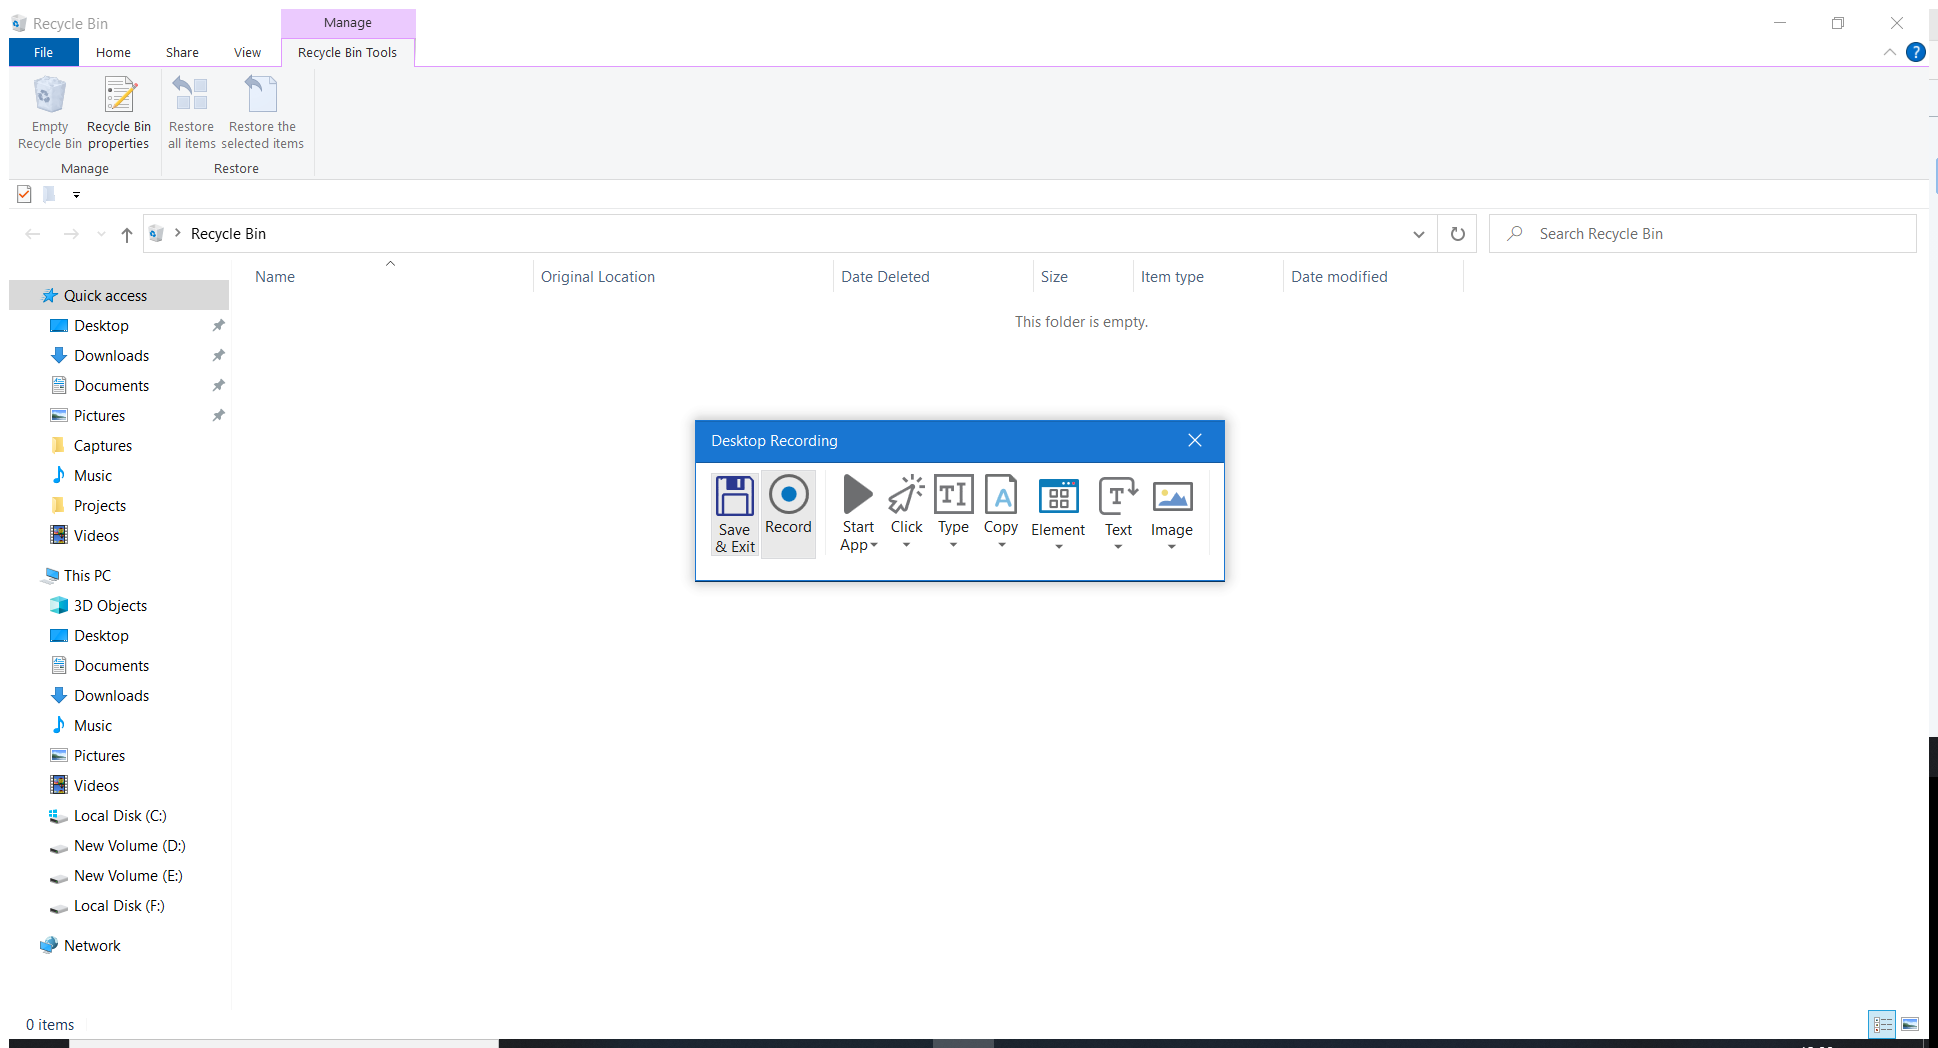 Recycle Bin
Manage
File
Home
Share
View
Recycle Bin Tools
Empty
Recycle Bin
Recycle Bin
properties
Restore
all items
Restore the
selected items
Manage
Restore
Recycle Bin
Search Recycle Bin
Name
Original Location
Date Deleted
Size
Item type
Date modified
This folder is empty.
Quick access
Desktop
Downloads
Documents
Pictures
Captures
Music
Projects
Videos
This PC
3D Objects
Desktop
Documents
Downloads
Music
Pictures
Videos
Local Disk (C:)
New Volume (D:)
New Volume (E:)
Local Disk (F:)
Network
Desktop Recording
Save
& Exit
Record
Start
App
Click
Type
Copy
Element
Text
Image
0 items